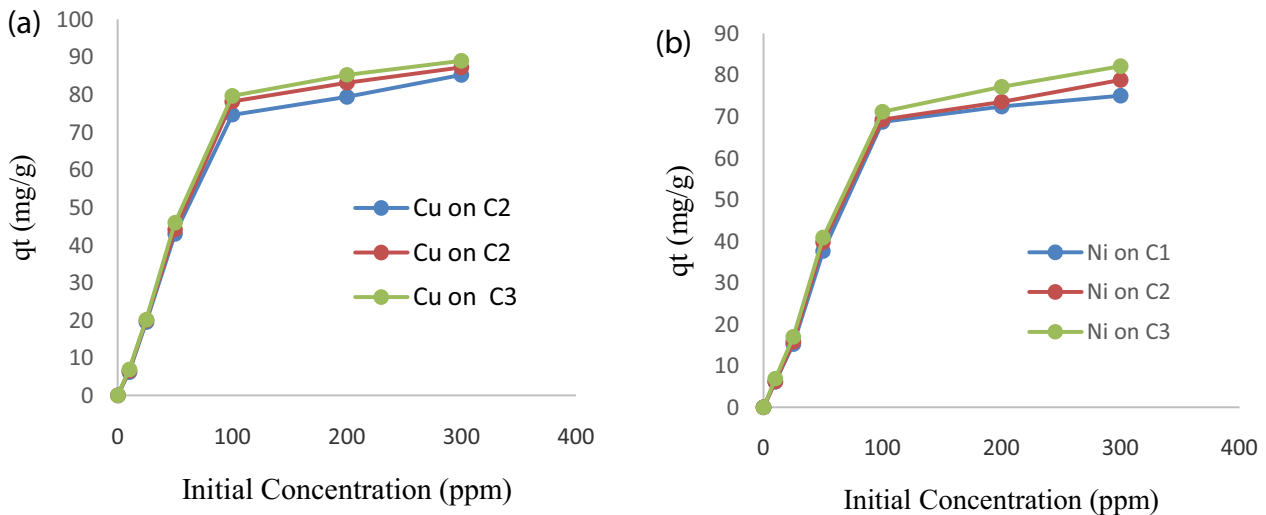 (a)
100
90
80
70
60
50
40
30
20
10
0
qt (mg/g)
0 100 200 300 400
Initial Concentration (ppm)
Cu on C2
Cu on C2
Cu on C3
(b)
90
80
70
60
50
40
30
20
10
0
qt (mg/g)
0 100 200 300 400
Initial Concentration (ppm)
Ni on C1
Ni on C2
Ni on C3